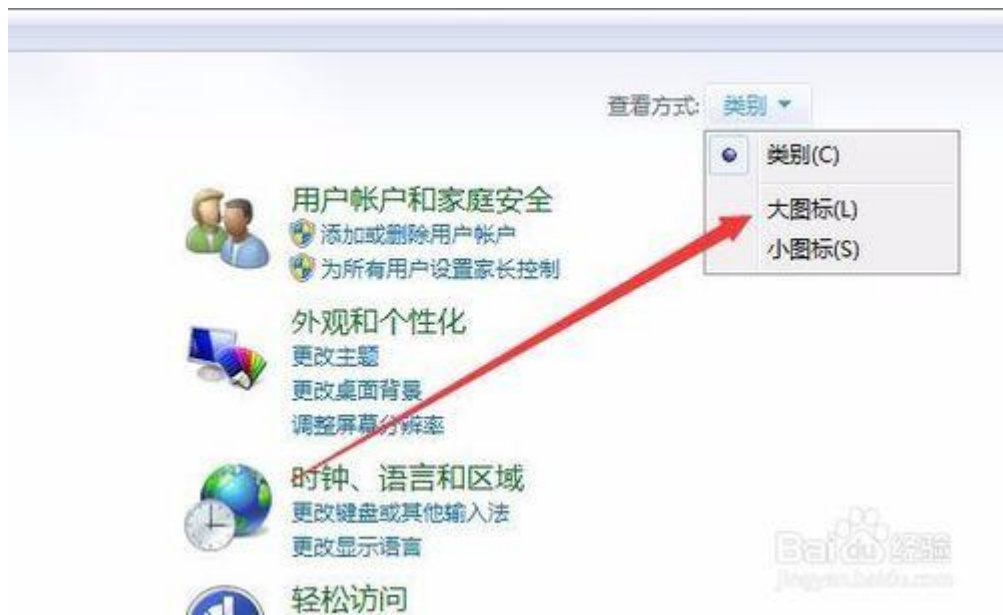 查看方式: 类别
类别(C)
大图标(L)
小图标(S)
用户帐户和家庭安全
添加或删除用户帐户
为所有用户设置家长控制
外观和个性化
更改主题
更改桌面背景
调整屏幕分辨率
时钟、语言和区域
更改键盘或其他输入法
更改显示语言
轻松访问
Baidu 经验
jingyan.baidu.com